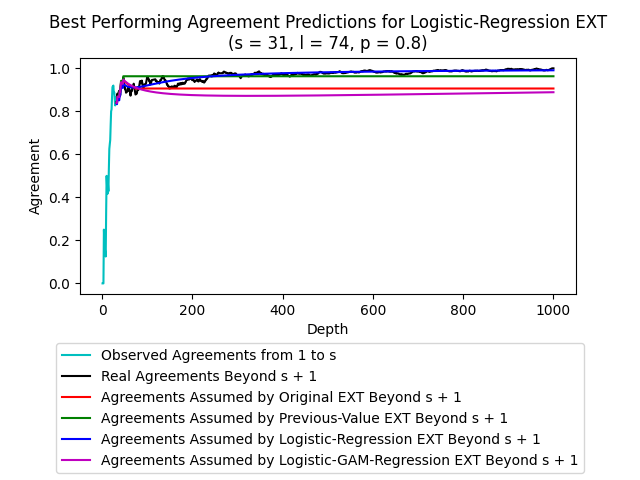 Best Performing Agreement Predictions for Logistic-Regression EXT
(s = 31, l = 74, p = 0.8)
Agreement
1.0
0.8
0.6
0.4
0.2
0.0
0 200 400 600 800 1000
Depth
Observed Agreements from 1 to s
Real Agreements Beyond s + 1
Agreements Assumed by Original EXT Beyond s + 1
Agreements Assumed by Previous-Value EXT Beyond s + 1
Agreements Assumed by Logistic-Regression EXT Beyond s + 1
Agreements Assumed by Logistic-GAM-Regression EXT Beyond s + 1